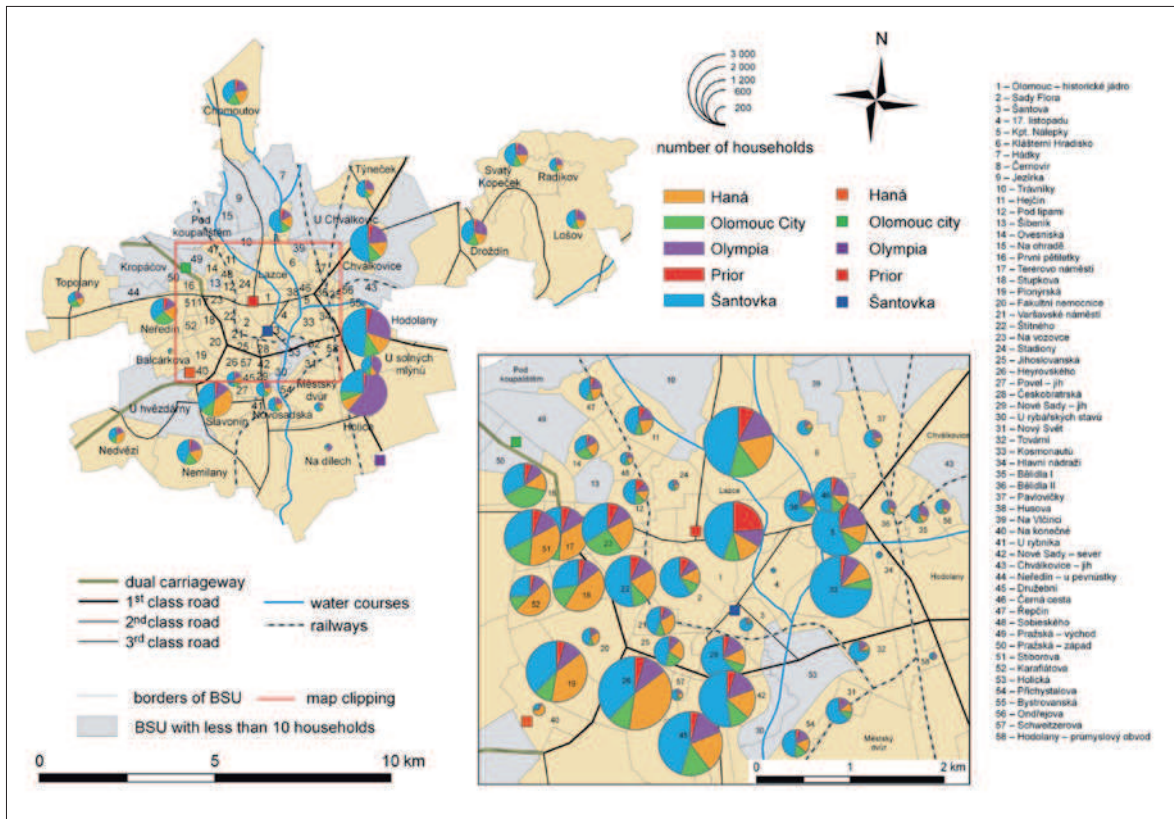 N
3 000
2 000
1 200
600
200
number of households
Haná
Olomouc City
Olympia
Prior
Šantovka
Haná
Olomouc city
Olympia
Prior
Šantovka
Chomoutov
Týneček
Svatý
Kopeček
Radíkov
Pod
koupalištěm
U Chválkovic
Droždín
Lošov
Kropáčov
Lazce
Chválkovice
Topolany
Neředín
Hodolany
Balcárkova
U solných
mlýnů
U hvězdárny
Slavonín
Novosadská
Městský
dvůr
Holice
Nedvězí
Nemilany
Na dílech
dual carriageway
1st class road
2nd class road
3rd class road
water courses
railways
borders of BSU
map clipping
BSU with less than 10 households
0 5 10 km
Pod
koupalištěm
Chválkovice
Lazce
Hodolany
Městský
dvůr
0 1 2 km
1 – Olomouc – historické jádro
2 – Sady Flora
3 – Šantova
4 – 17. listopadu
5 – Kpt. Nálepky
6 – Klášterní Hradisko
7 – Hádky
8 – Černovír
9 – Jezírka
10 – Trávníky
11 – Hejčín
12 – Pod lipami
13 – Šibeník
14 – Ovesniska
15 – Na ohradě
16 – První pětiletky
17 – Tererovo náměstí
18 – Stupkova
19 – Pionýrská
20 – Fakultní nemocnice
21 – Varšavské náměstí
22 – Štítného
23 – Na vozovce
24 – Stadiony
25 – Jihoslovanská
26 – Heyrovského
27 – Povel – jih
28 – Českobratrská
29 – Nové Sady – jih
30 – U rybářských stavů
31 – Nový Svět
32 – Tovární
33 – Kosmonautů
34 – Hlavní nádraží
35 – Bělidla I
36 – Bělidla II
37 – Pavlovičky
38 – Husova
39 – Na Vlčinci
40 – Na konečné
41 – U rybníka
42 – Nové Sady – sever
43 – Chválkovice – jih
44 – Neředín – u pevnůstky
45 – Družební
46 – Černá cesta
47 – Řepčín
48 – Sobieského
49 – Pražská – východ
50 – Pražská – západ
51 – Stiborova
52 – Karafiátova
53 – Holická
54 – Přichystalova
55 – Bystrovanská
56 – Ondřejova
57 – Schweitzerova
58 – Hodolany – průmyslový obvod